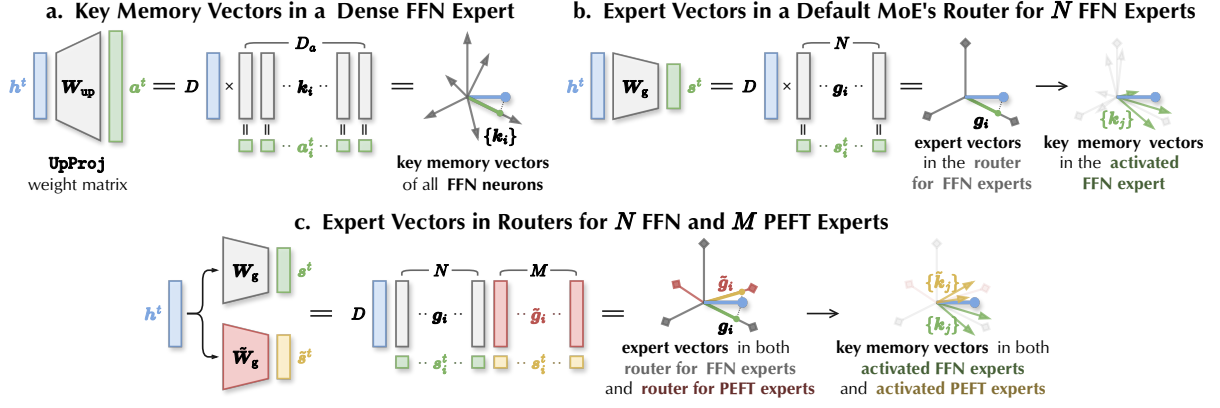 a. Key Memory Vectors in a Dense FFN Expert
h^t W_up a^t = D × D_a ·· k_i ·· =
·· a_i^t ··
{k_i}
UpProj
weight matrix
key memory vectors
of all FFN neurons
b. Expert Vectors in a Default MoE's Router for N FFN Experts
h^t W_g s^t = D × N ·· g_i ·· =
·· s_i^t ··
g_i
{k_j}
expert vectors
in the router
for FFN experts
key memory vectors
in the activated
FFN expert
c. Expert Vectors in Routers for N FFN and M PEFT Experts
h^t
W_g s^t
W̃_g s̃^t
= D
N M
·· g_i ·· ·· g̃_i ·· =
·· s_i^t ·· ·· s_i^t ··
g̃_i
g_i
{k̃_j}
{k_j}
expert vectors in both
router for FFN experts
and router for PEFT experts
key memory vectors in both
activated FFN experts
and activated PEFT experts